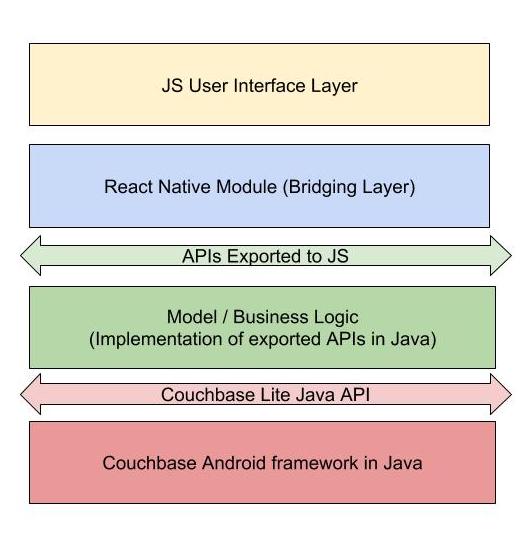 JS User Interface Layer
React Native Module (Bridging Layer)
APIs Exported to JS
Model / Business Logic
(Implementation of exported APIs in Java)
Couchbase Lite Java API
Couchbase Android framework in Java